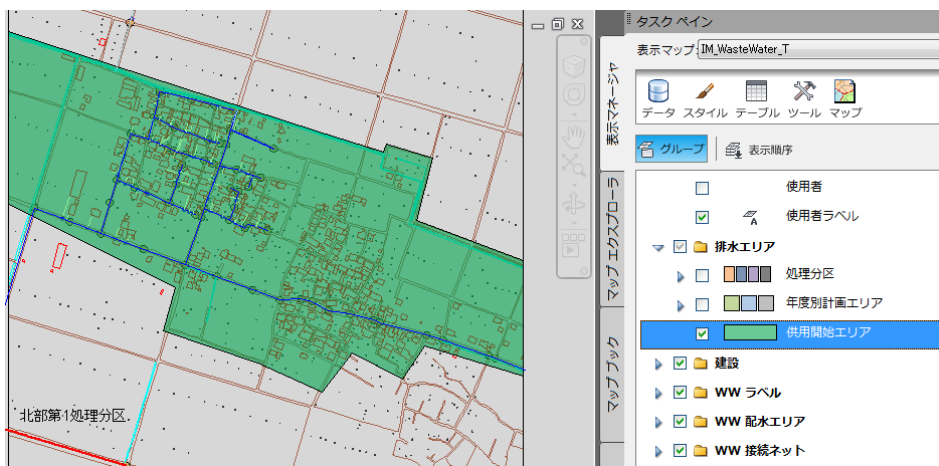 タスク ペイン
表示マップ: IM_WasteWater_T
データ スタイル テーブル ツール マップ
グループ 表示順序
使用者
使用者ラベル
排水エリア
処理分区
年度別計画エリア
供用開始エリア
建設
WW ラベル
WW 配水エリア
WW 接続ネット
表示マネージャ
マップ エクスプローラ
マップ ブック
北部第1処理分区